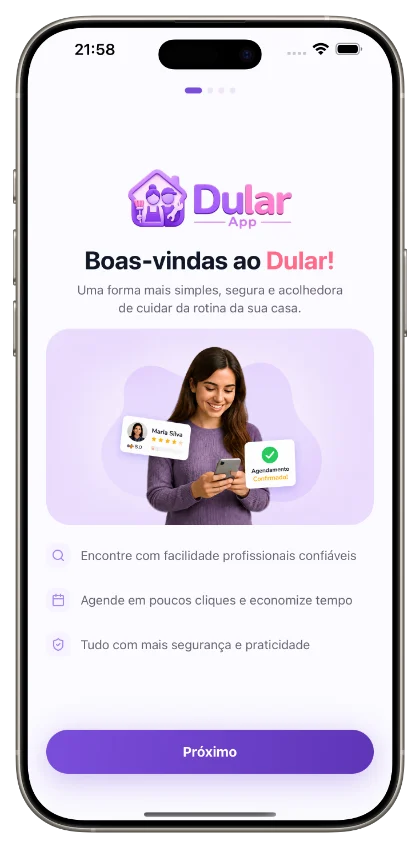 21:58
Dular
App
Boas-vindas ao Dular!
Uma forma mais simples, segura e acolhedora
de cuidar da rotina da sua casa.
Maria Silva
5.0
Agendamento
Confirmado!
Encontre com facilidade profissionais confiáveis
Agende em poucos cliques e economize tempo
Tudo com mais segurança e praticidade
Próximo